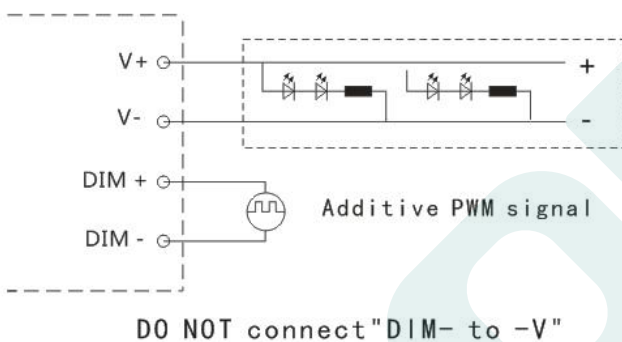 V+
+
V-
-
DIM +
Additive PWM signal
DIM -
DO NOT connect"DIM- to -V"